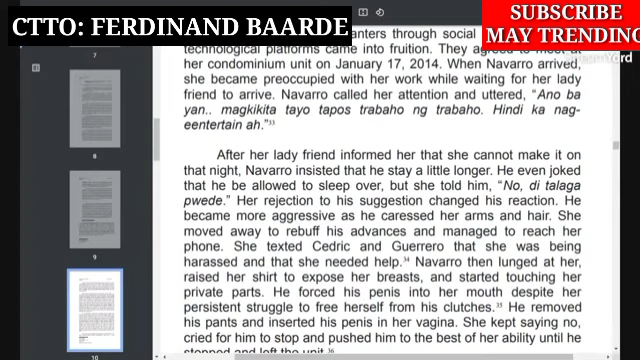 CTTO: FERDINAND BAARDE
SUBSCRIBE
MAY TRENDING
through social
technological platforms came into fruition. They agreed to meet at
her condominium unit on January 17, 2014. When Navarro arrived,
she became preoccupied with her work while waiting for her lady
friend to arrive. Navarro called her attention and uttered, "Ano ba
yan.. magkikita tayo tapos trabaho ng trabaho. Hindi ka nag-
eentertain ah."33
After her lady friend informed her that she cannot make it on
that night, Navarro insisted that he stay a little longer. He even joked
that he be allowed to sleep over, but she told him, "No, di talaga
pwede." Her rejection to his suggestion changed his reaction. He
became more aggressive as he caressed her arms and hair. She
moved away to rebuff his advances and managed to reach her
phone. She texted Cedric and Guerrero that she was being
harassed and that she needed help.34 Navarro then lunged at her,
raised her shirt to expose her breasts, and started touching her
private parts. He forced his penis into her mouth despite her
persistent struggle to free herself from his clutches.35 He removed
his pants and inserted his penis in her vagina. She kept saying no,
cried for him to stop and pushed him to the best of her ability until he
stopped and left the unit.36
7
8
9
10